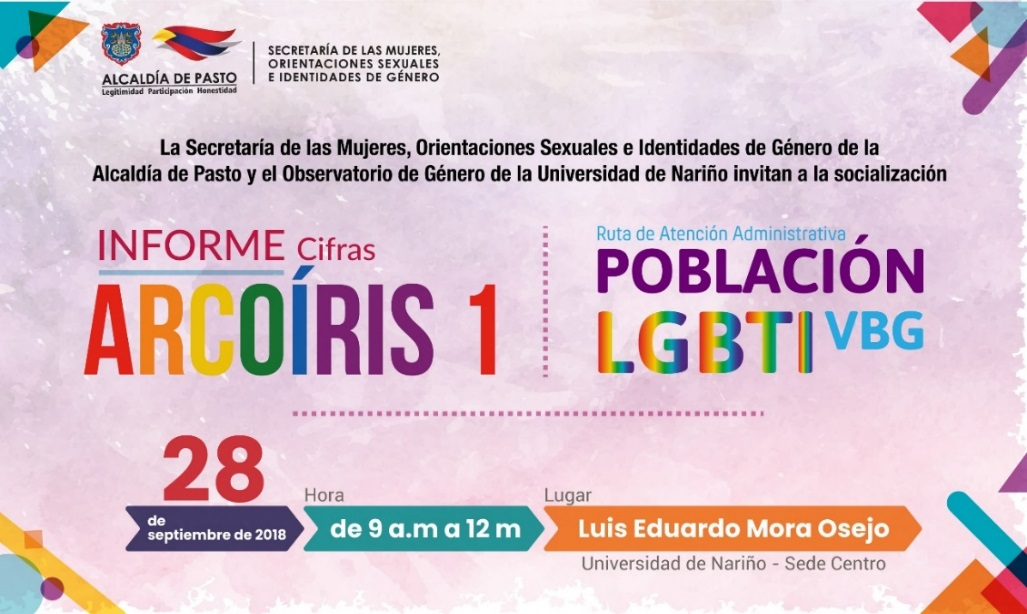 ALCALDÍA DE PASTO
Legitimidad Participación Honestidad
SECRETARÍA DE LAS MUJERES,
ORIENTACIONES SEXUALES
E IDENTIDADES DE GÉNERO
La Secretaría de las Mujeres, Orientaciones Sexuales e Identidades de Género de la
Alcaldía de Pasto y el Observatorio de Género de la Universidad de Nariño invitan a la socialización
INFORME Cifras
ARCOÍRIS 1
Ruta de Atención Administrativa
POBLACIÓN
LGBTI VBG
28
de
septiembre de 2018
Hora
de 9 a.m a 12 m
Lugar
Luis Eduardo Mora Osejo
Universidad de Nariño - Sede Centro